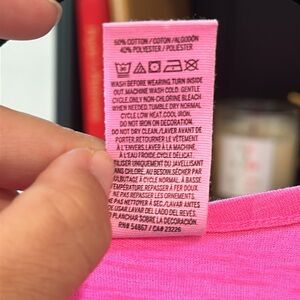 60% COTTON / COTON /ALGODÓN
40% POLYESTER / POLIESTER
WASH BEFORE WEARING.TURN INSIDE
OUT.MACHINE WASH COLD. GENTLE
CYCLE,ONLY NON-CHLORINE BLEACH
WHEN NEEDED.TUMBLE DRY NORMAL
CYCLE LOW HEAT.COOL IRON.
DO NOT IRON ON DECORATION.
DO NOT DRY CLEAN./LAVER AVANT DE
PORTER.RETOURNER LE VÊTEMENT
À L'ENVERS.LAVER À LA MACHINE
À L'EAU FROIDE.CYCLE DÉLICAT.
UTILISER UNIQUEMENT DU JAVELLISANT
SANS CHLORE, AU BESOIN.SÉCHER PAR
CULBUTAGE À CYCLE NORMAL À BASSE
TEMPÉRATURE.REPASSER À FER DOUX
NE PAS REPASSER SUR LES MOTIFS.
NE PAS NETTOYER À SEC./ LAVAR ANTES
DE USAR.LAVAR DEL LADO DEL REVÉS.
NO PLANCHAR SOBRE LA DECORACIÓN
RN# 54867 / CA# 23226